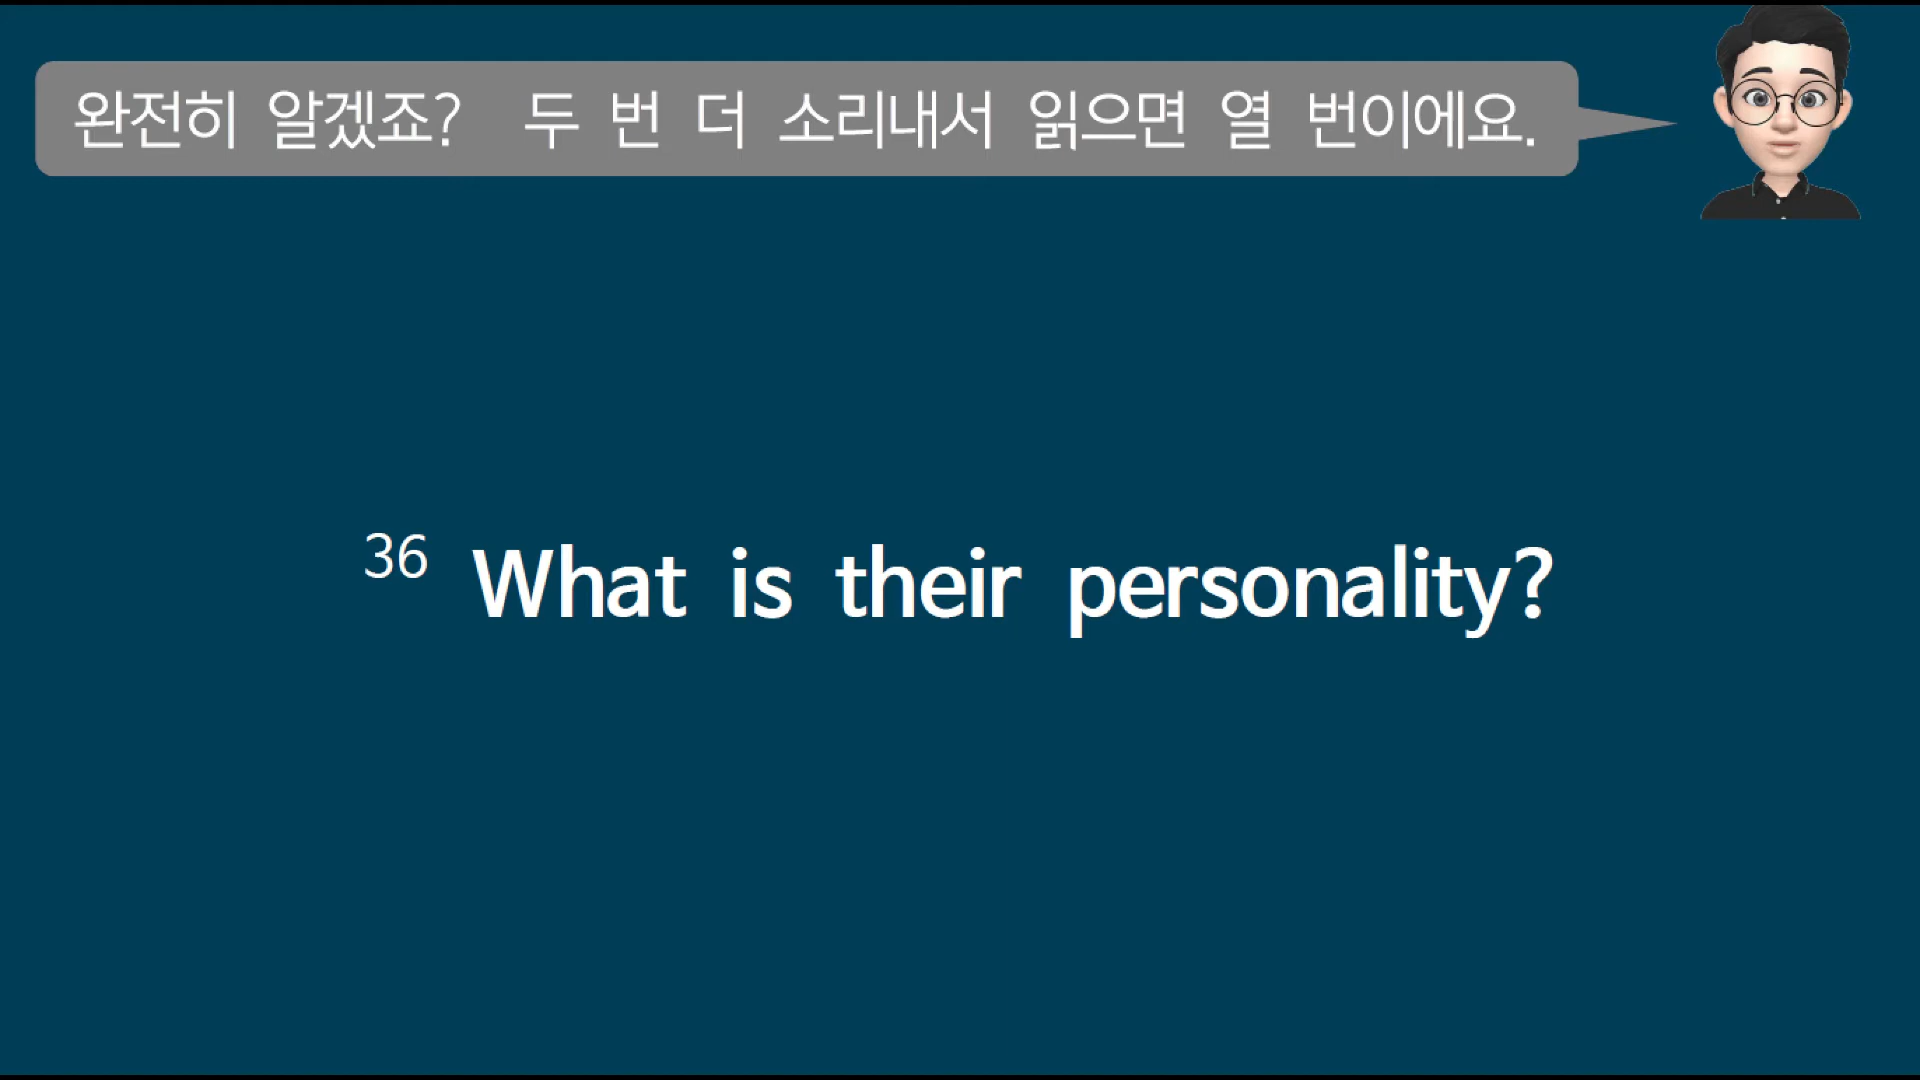 완전히 알겠죠? 두 번 더 소리내서 읽으면 열 번이에요.
36 What is their personality?